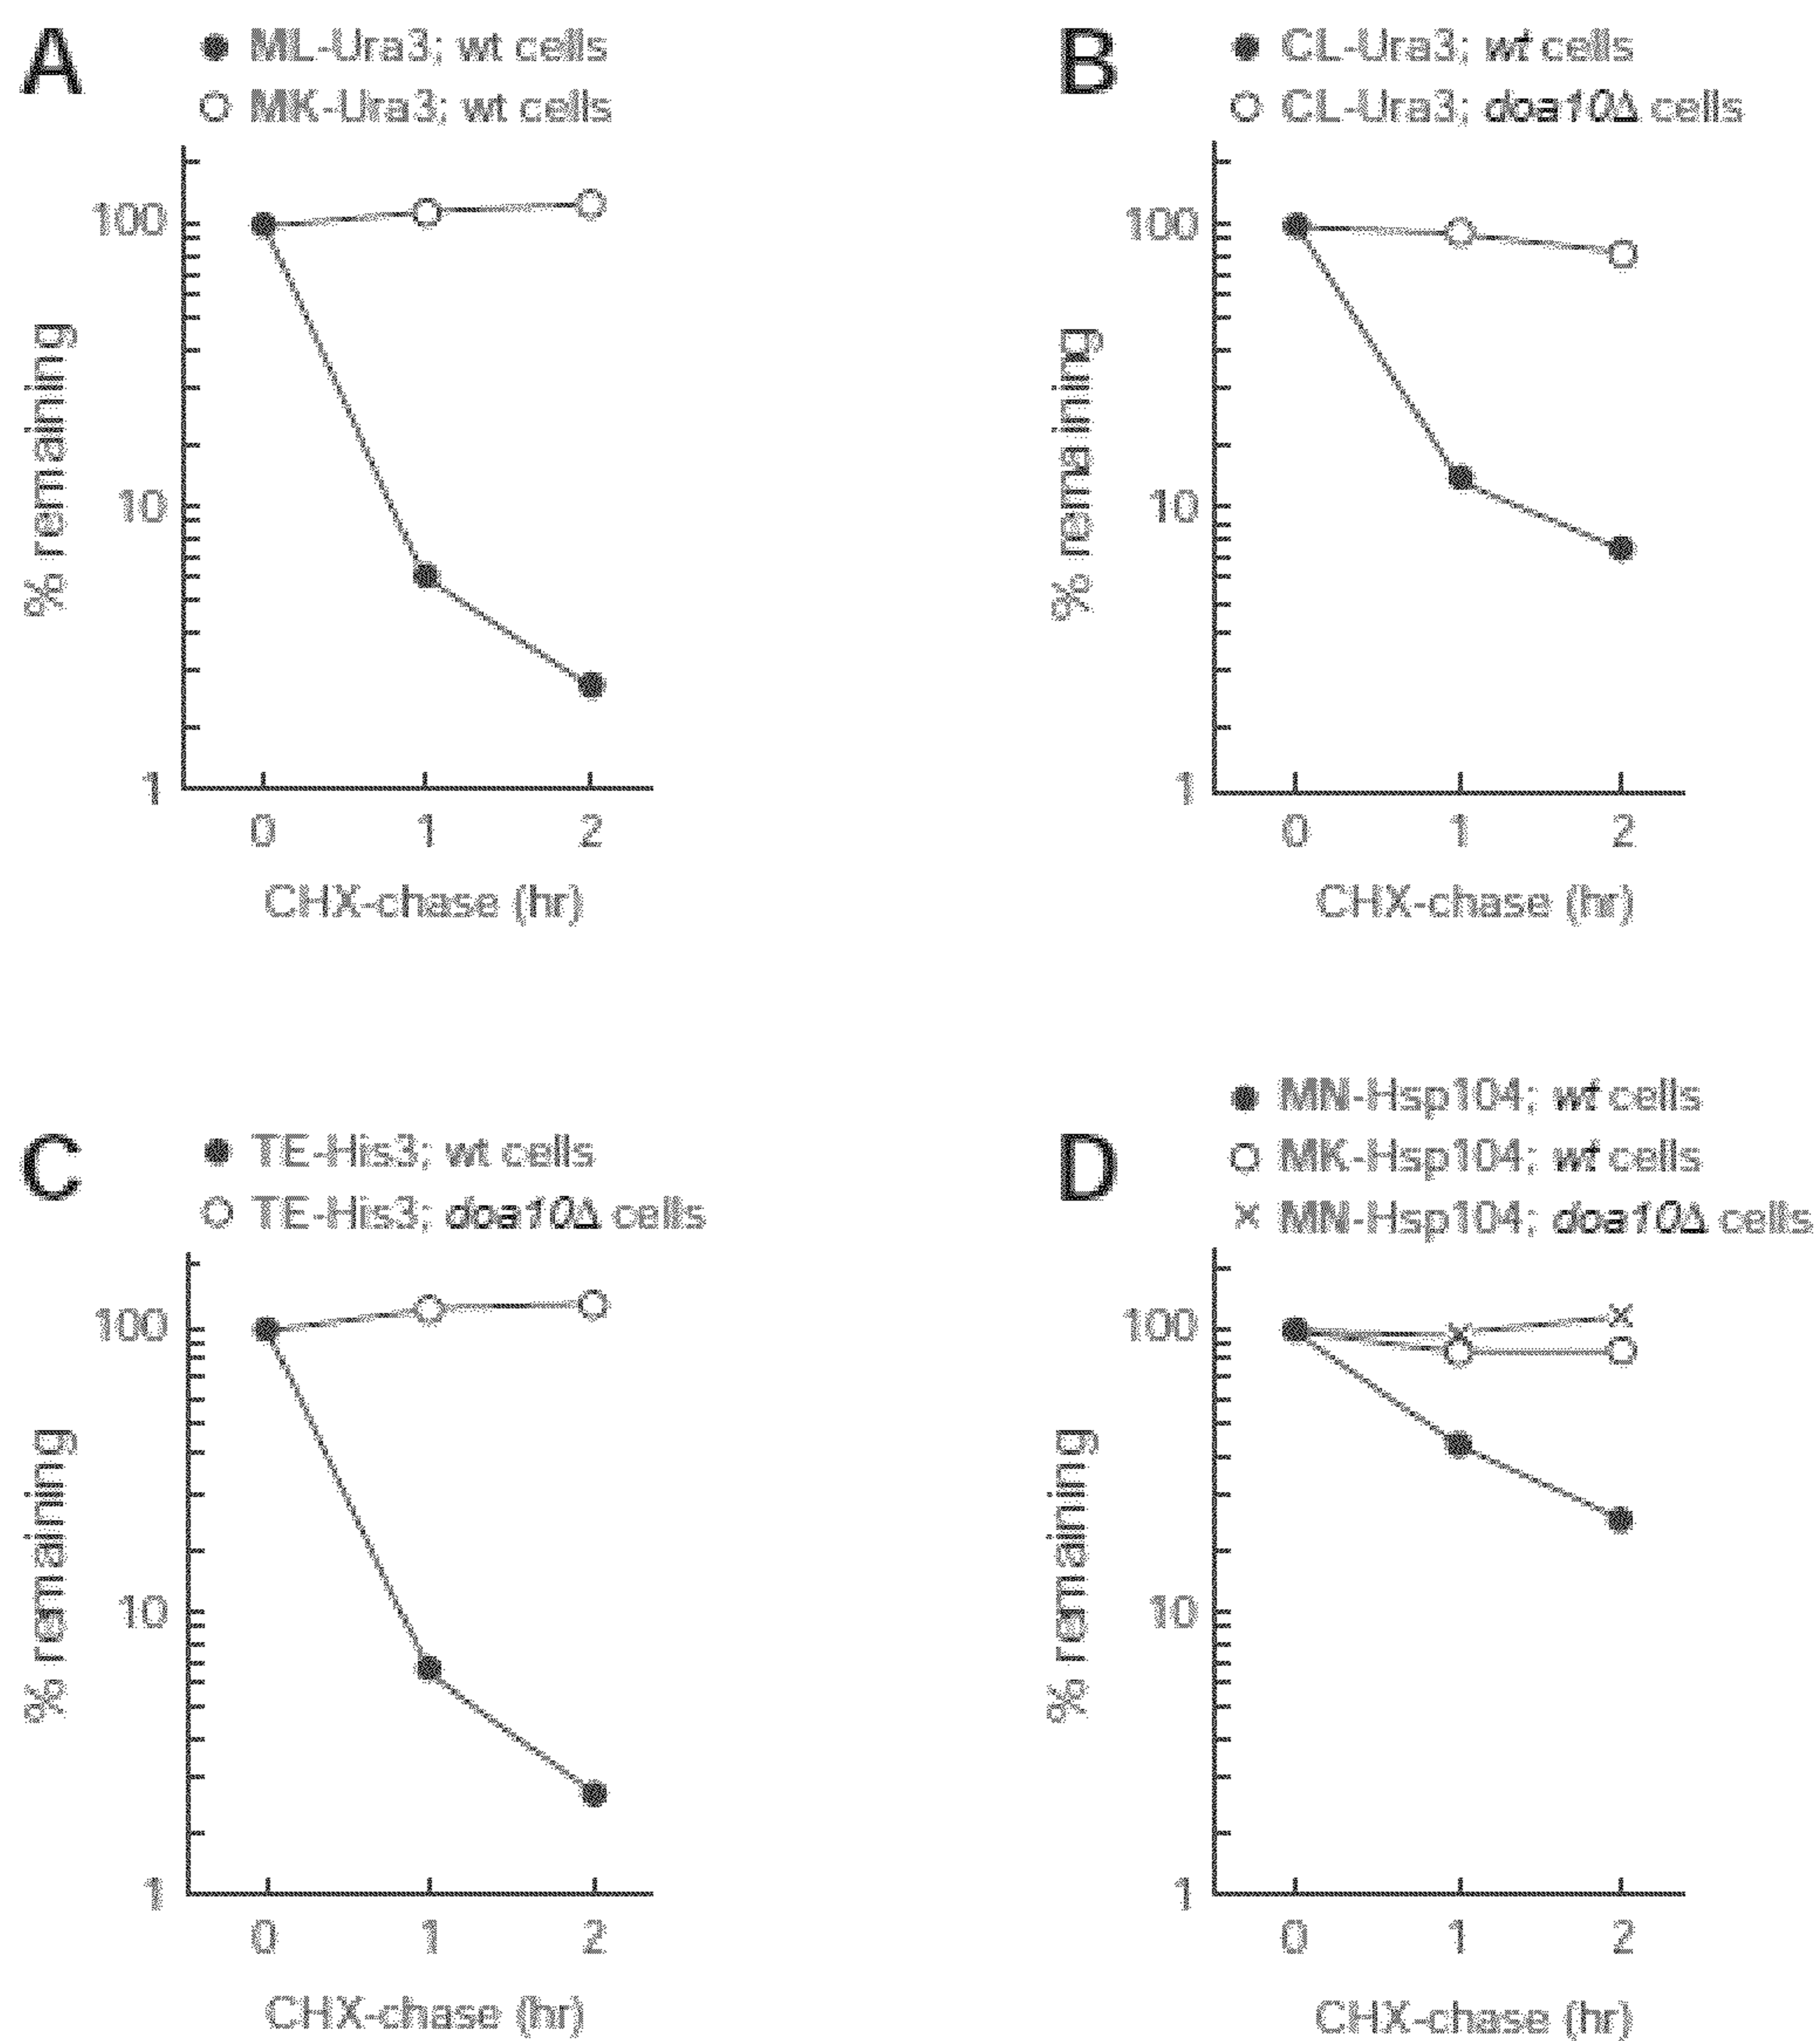 A
● ML-Ura3; wt cells
○ MK-Ura3; wt cells
% remaining
100
10
1
0 1 2
CHX-chase (hr)
B
● CL-Ura3; wt cells
○ CL-Ura3; doa10Δ cells
% remaining
100
10
1
0 1 2
CHX-chase (hr)
C
● TE-His3; wt cells
○ TE-His3; doa10Δ cells
% remaining
100
10
1
0 1 2
CHX-chase (hr)
D
● MN-Hsp104; wt cells
○ MK-Hsp104; wt cells
× MN-Hsp104; doa10Δ cells
% remaining
100
10
1
0 1 2
CHX-chase (hr)